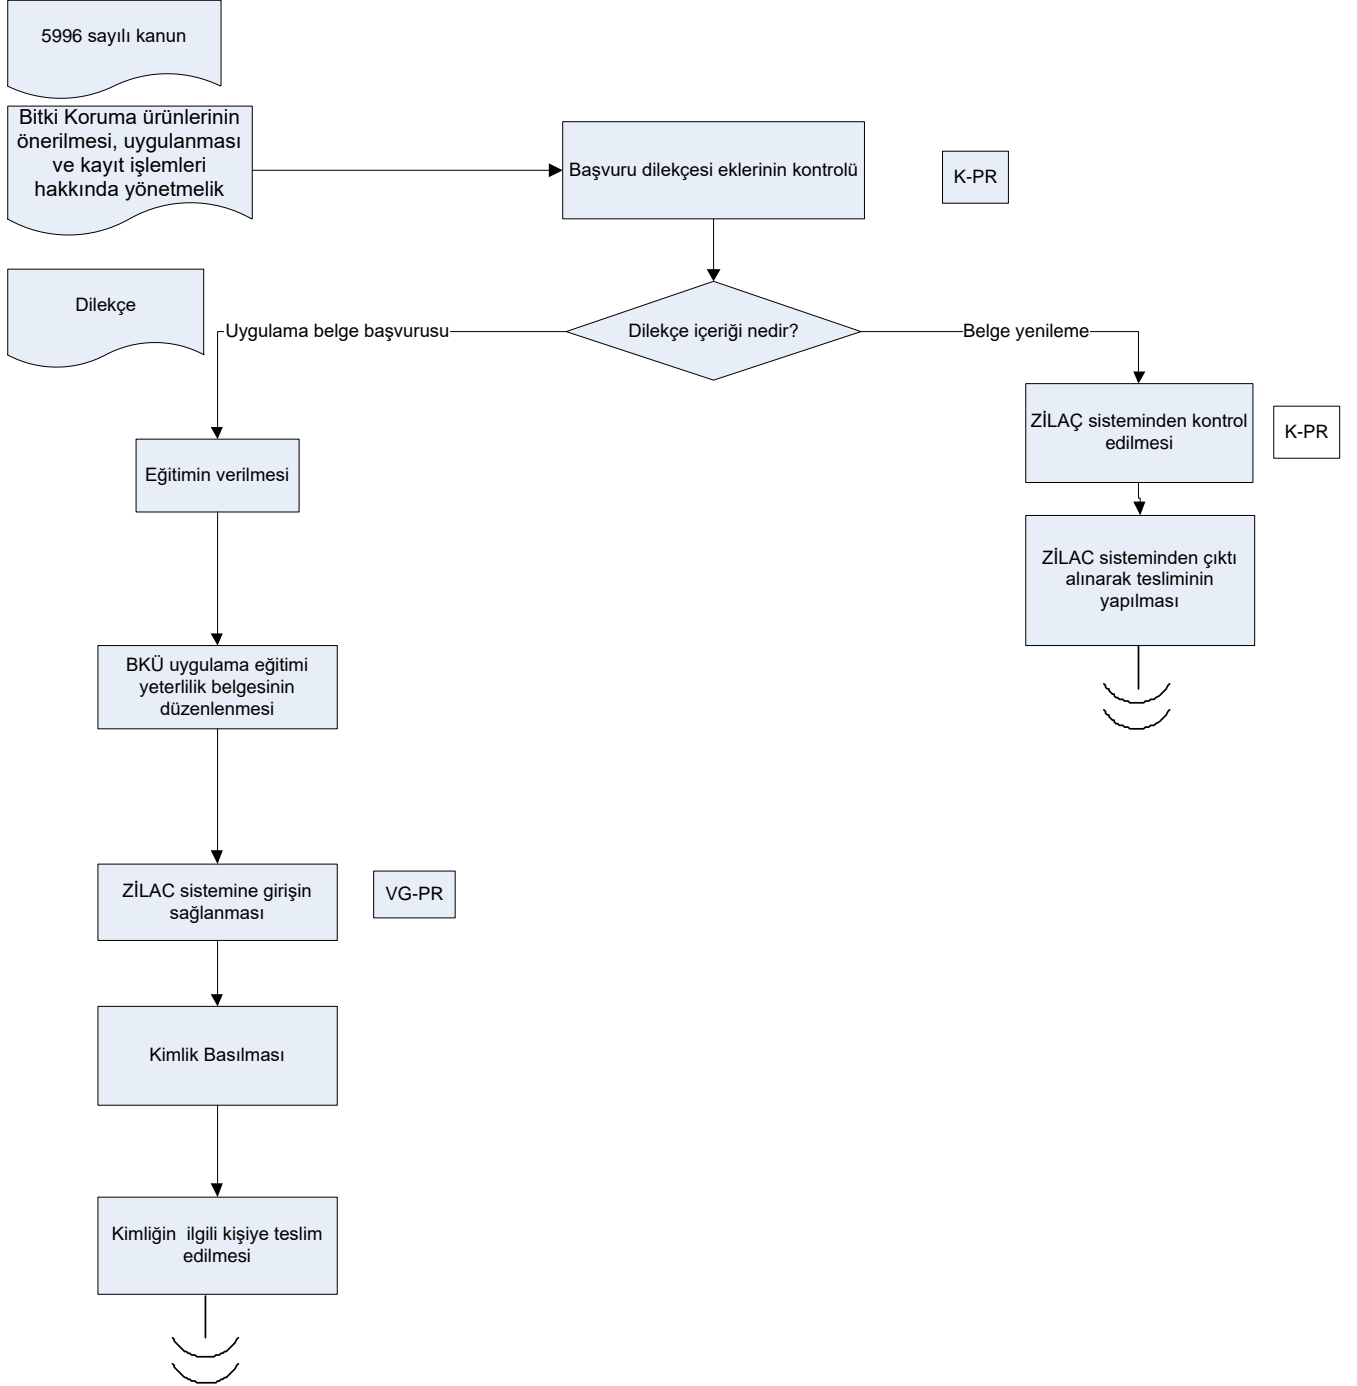 5996 sayılı kanun
Bitki Koruma ürünlerinin
önerilmesi, uygulanması
ve kayıt işlemleri
hakkında yönetmelik
Başvuru dilekçesi eklerinin kontrolü
K-PR
Dilekçe
Uygulama belge başvurusu
Dilekçe içeriği nedir?
Belge yenileme
ZİLAÇ sisteminden kontrol
edilmesi
K-PR
Eğitimin verilmesi
ZİLAC sisteminden çıktı
alınarak tesliminin
yapılması
BKÜ uygulama eğitimi
yeterlilik belgesinin
düzenlenmesi
ZİLAC sistemine girişin
sağlanması
VG-PR
Kimlik Basılması
Kimliğin  ilgili kişiye teslim
edilmesi